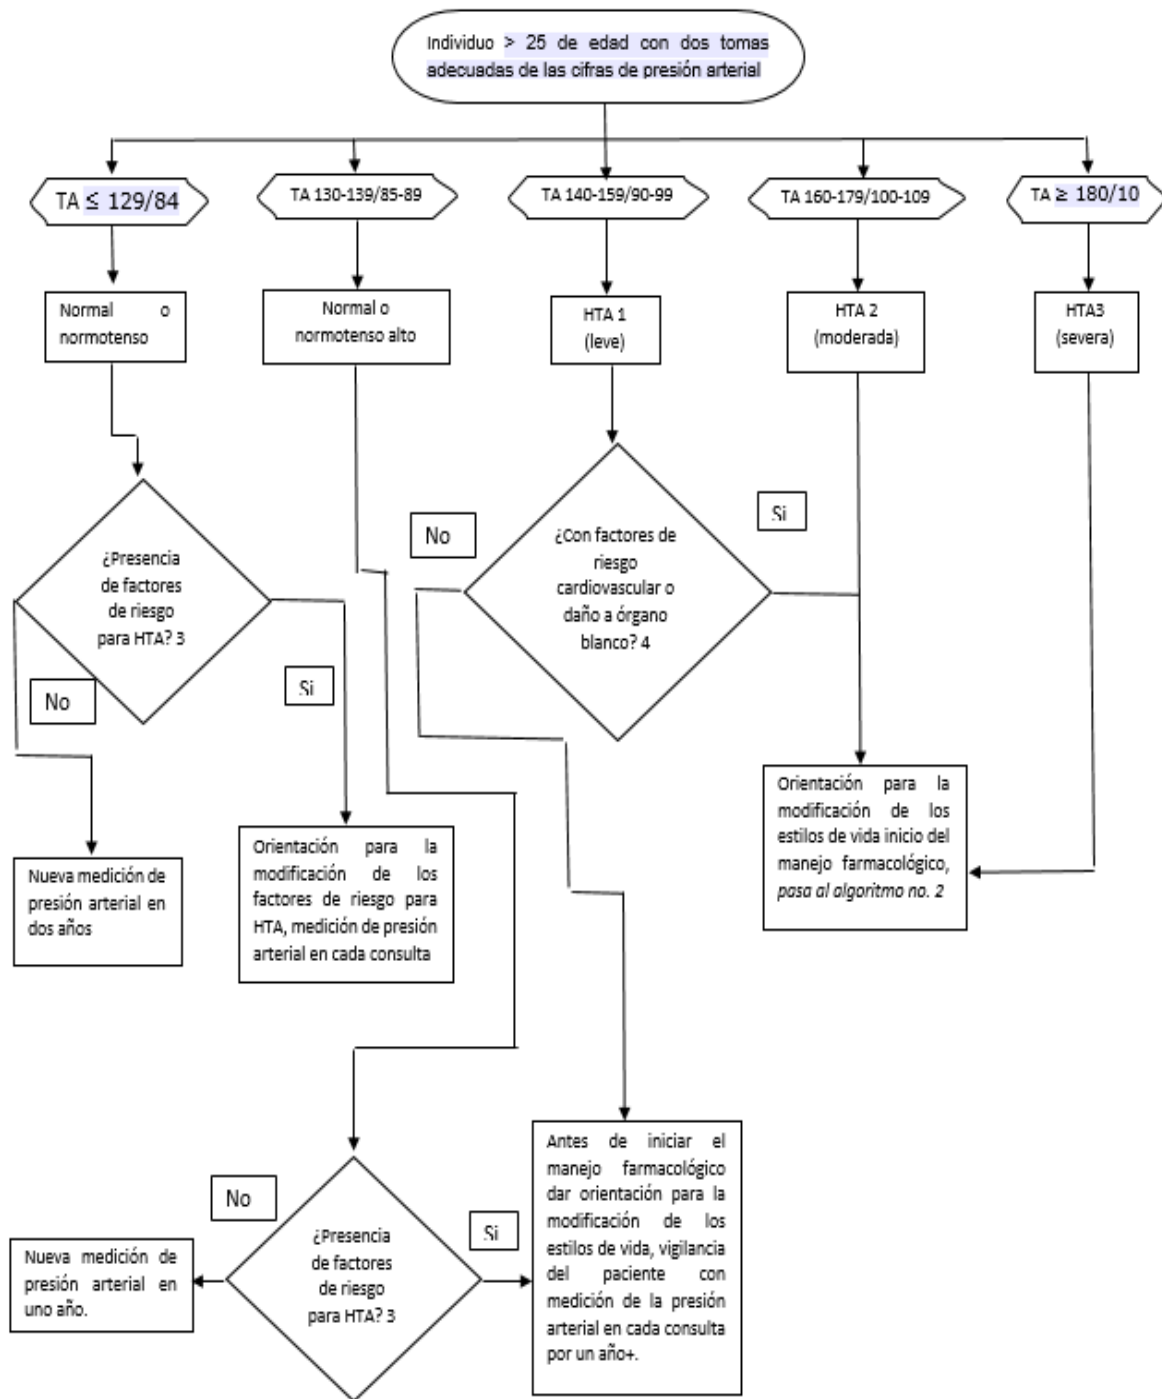 Individuo > 25 de edad con dos tomas
adecuadas de las cifras de presión arterial
TA ≤ 129/84
TA 130-139/85-89
TA 140-159/90-99
TA 160-179/100-109
TA ≥ 180/10
Normal o
normotenso
Normal o
normotenso alto
HTA 1
(leve)
HTA 2
(moderada)
HTA3
(severa)
¿Presencia
de factores
de riesgo
para HTA? 3
No
Si
¿Con factores de
riesgo
cardiovascular o
daño a órgano
blanco? 4
No
Si
Nueva medición de
presión arterial en
dos años
Orientación para la
modificación de los
factores de riesgo para
HTA, medición de presión
arterial en cada consulta
Orientación para la
modificación de los
estilos de vida inicio del
manejo farmacológico,
pasa al algoritmo no. 2
¿Presencia
de factores
de riesgo
para HTA? 3
No
Si
Nueva medición de
presión arterial en
uno año.
Antes de iniciar el
manejo farmacológico
dar orientación para la
modificación de los
estilos de vida, vigilancia
del paciente con
medición de la presión
arterial en cada consulta
por un año+.